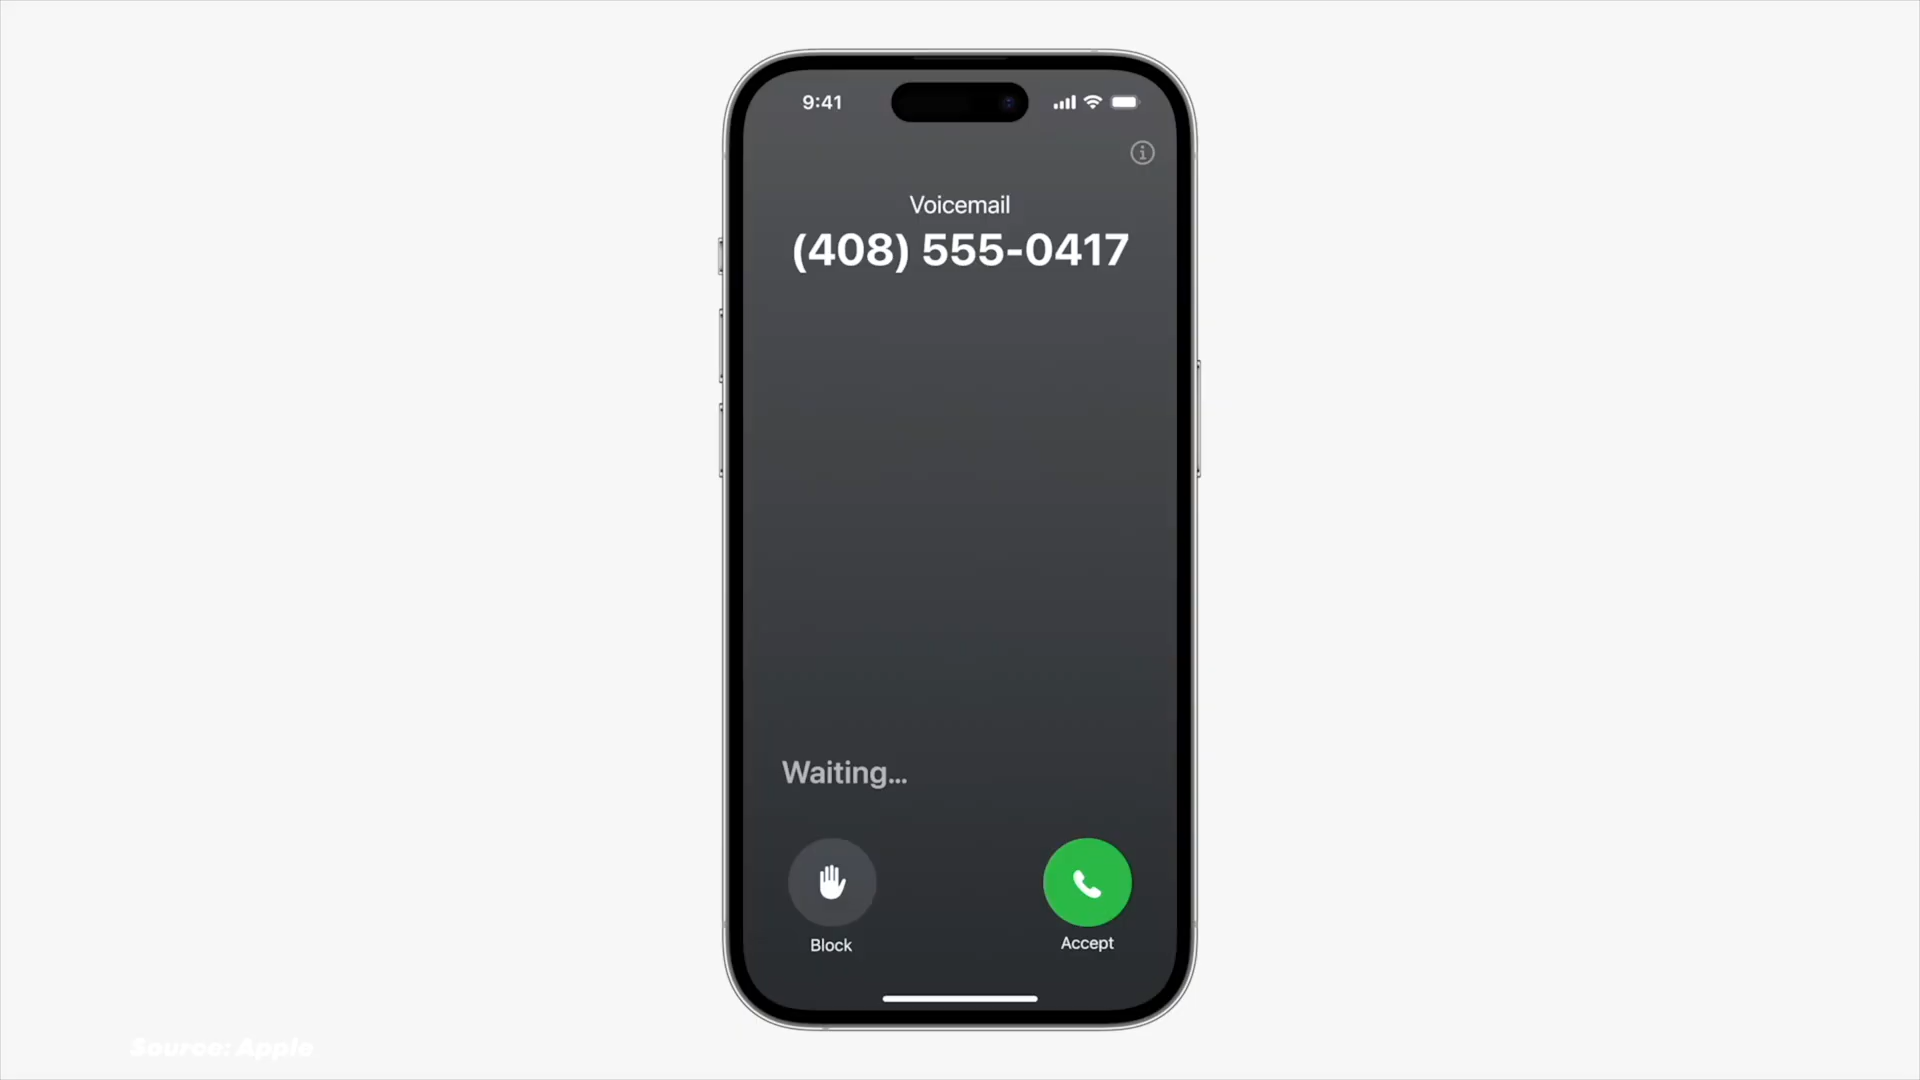 9:41
Voicemail
(408) 555-0417
Waiting...
Block
Accept
Source: Apple